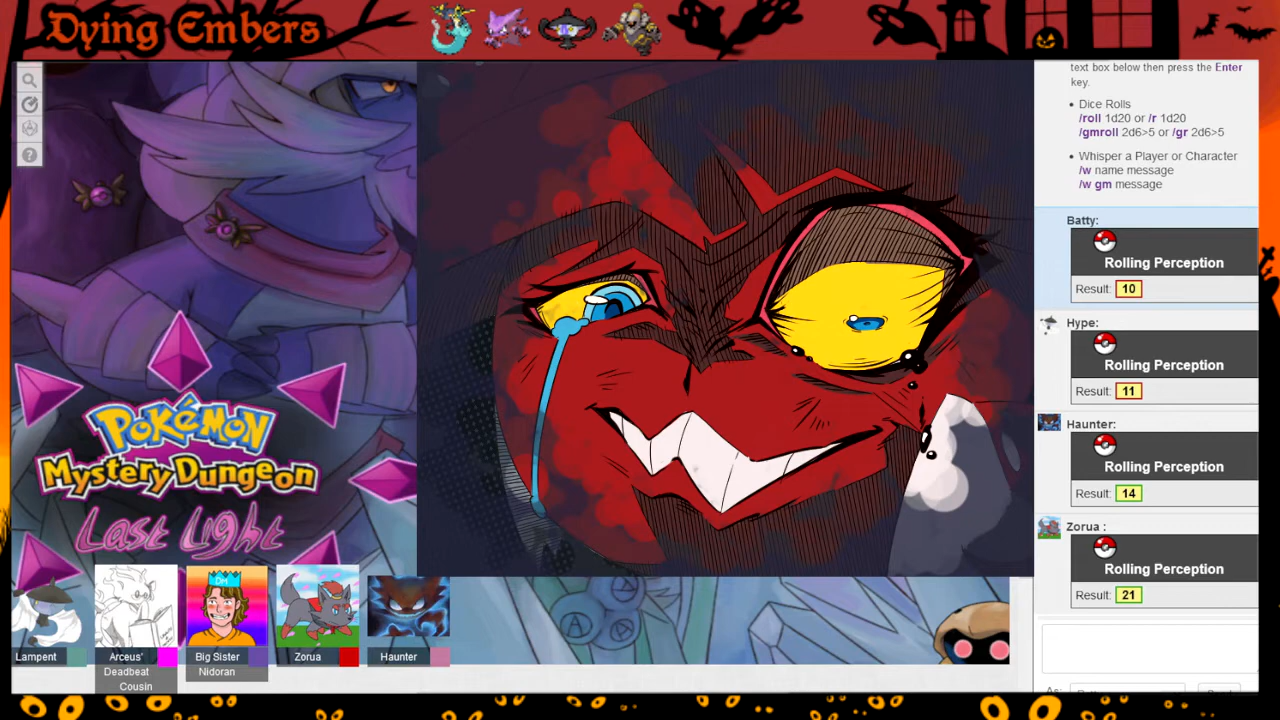 Dying Embers
text box below then press the Enter
key.
Dice Rolls
/roll 1d20 or /r 1d20
/gmroll 2d6>5 or /gr 2d6>5
Whisper a Player or Character
/w name message
/w gm message
Batty:
Rolling Perception
Result: 10
Hype:
Rolling Perception
Result: 11
Haunter:
Rolling Perception
Result: 14
Zorua :
Rolling Perception
Result: 21
As:
POKéMON
MYSTERY DUNGEON
Last Light
DM
Lampent
Arceus'
Deadbeat
Cousin
Big Sister
Nidoran
Zorua
Haunter